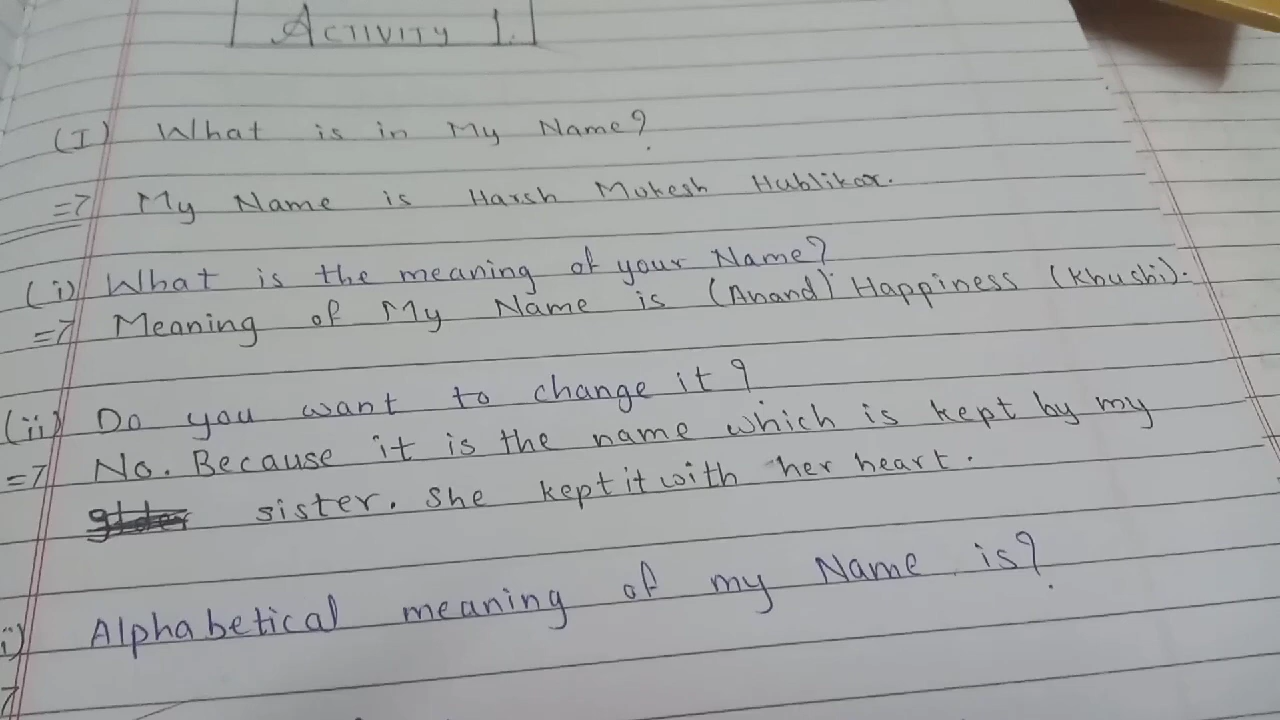 ACTIVITY 1.
(I) What is in My Name?
=> My Name is Harsh Mukesh Hublikar.
(i) What is the meaning of your Name?
=> Meaning of My Name is (Anand) Happiness (Khushi).
(ii) Do you want to change it?
=> No. Because it is the name which is kept by my
sister. She kept it with her heart.
i) Alphabetical meaning of my Name is?